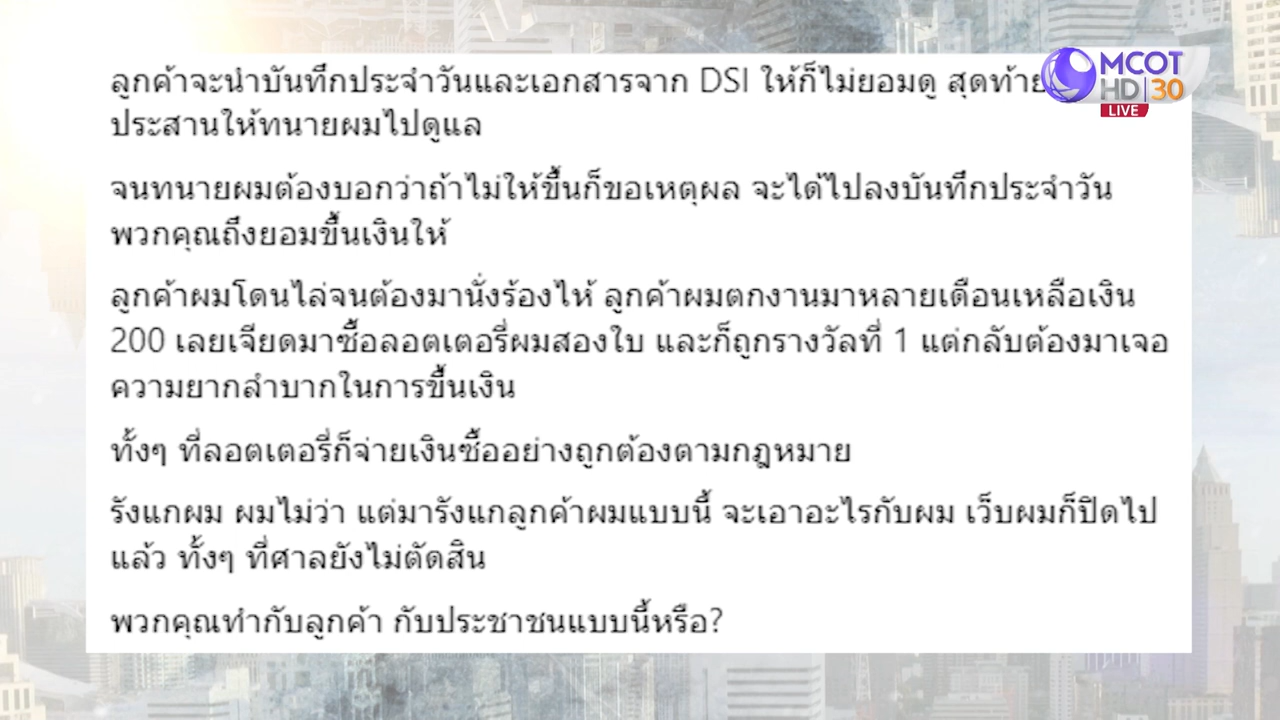 ลูกค้าจะนำบันทึกประจำวันและเอกสารจาก DSI ให้ก็ไม่ยอมดู สุดท้าย
ประสานให้ทนายผมไปดูแล
จนทนายผมต้องบอกว่าถ้าไม่ให้ขึ้นก็ขอเหตุผล จะได้ไปลงบันทึกประจำวัน
พวกคุณถึงยอมขึ้นเงินให้
ลูกค้าผมโดนไล่จนต้องมานั่งร้องไห้ ลูกค้าผมตกงานมาหลายเดือนเหลือเงิน
200 เลยเจียดมาซื้อลอตเตอรี่ผมสองใบ และก็ถูกรางวัลที่ 1 แต่กลับต้องมาเจอ
ความยากลำบากในการขึ้นเงิน
ทั้งๆ ที่ลอตเตอรี่ก็จ่ายเงินซื้ออย่างถูกต้องตามกฎหมาย
รังแกผม ผมไม่ว่า แต่มารังแกลูกค้าผมแบบนี้ จะเอาอะไรกับผม เว็บผมก็ปิดไป
แล้ว ทั้งๆ ที่ศาลยังไม่ตัดสิน
พวกคุณทำกับลูกค้า กับประชาชนแบบนี้หรือ?
MCOT
HD 30
LIVE